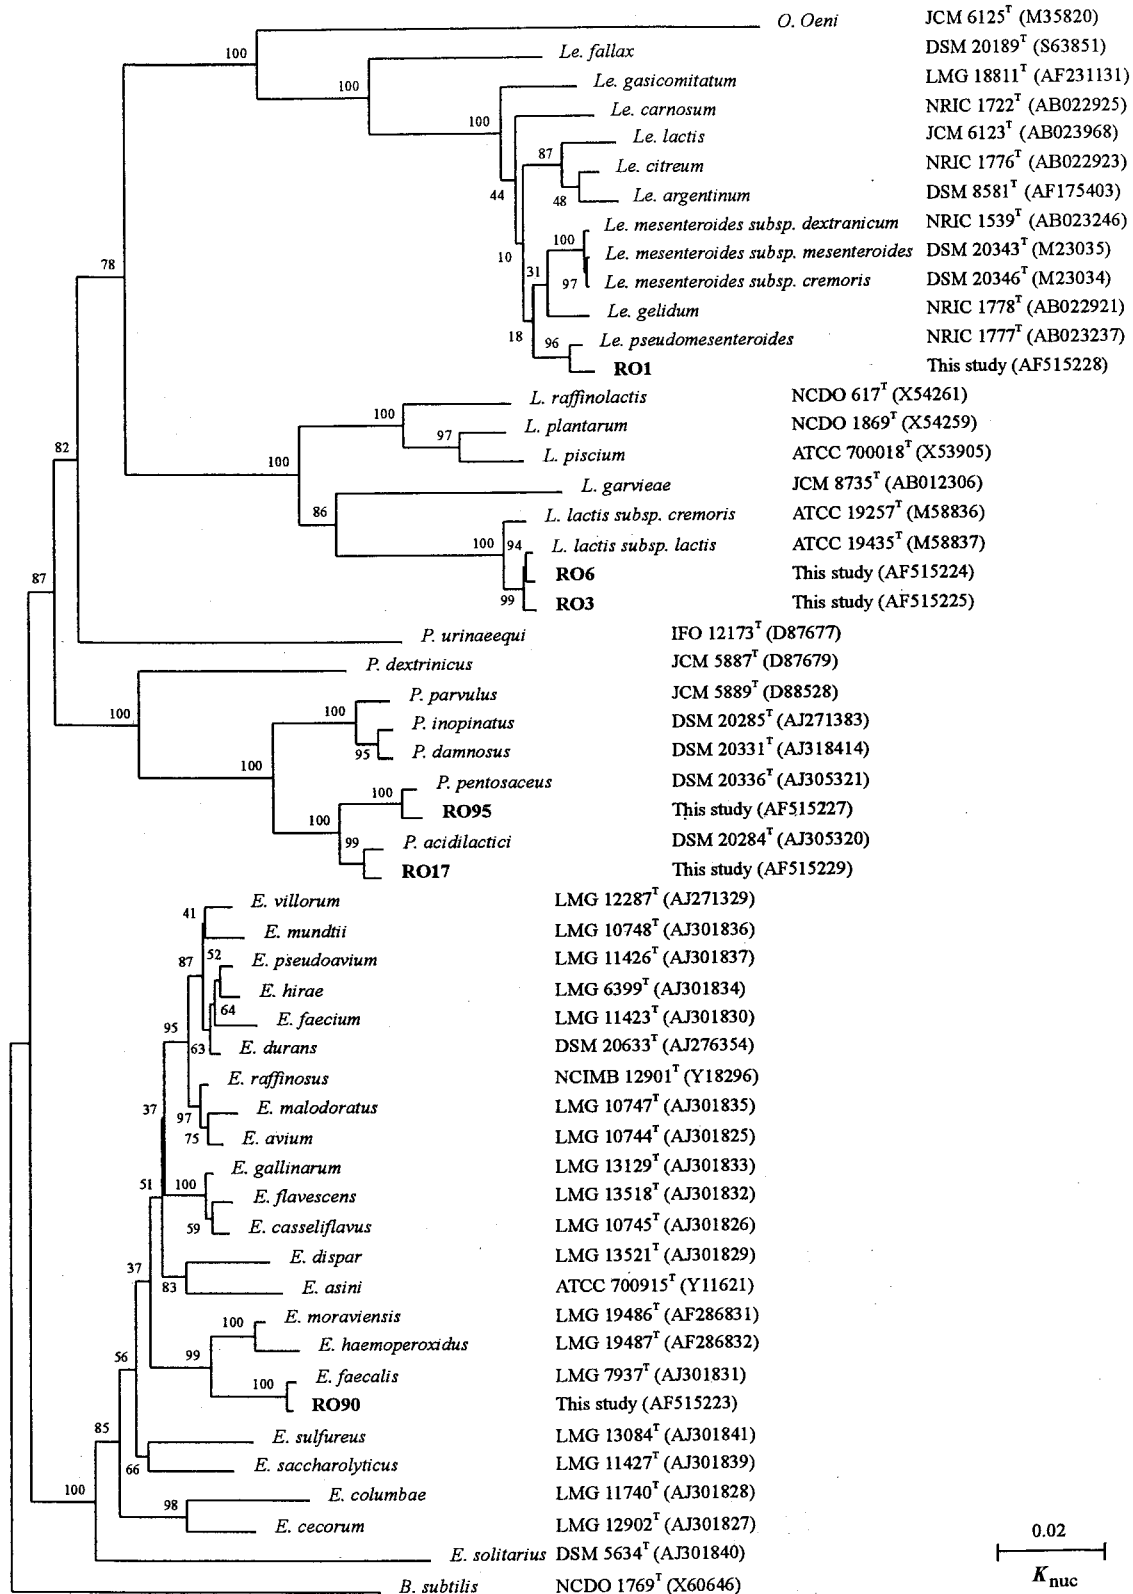 O. Oeni JCM 6125ᵀ (M35820)
Le. fallax DSM 20189ᵀ (S63851)
100
Le. gasicomitatum LMG 18811ᵀ (AF231131)
100
Le. carnosum NRIC 1722ᵀ (AB022925)
100
Le. lactis JCM 6123ᵀ (AB023968)
87
Le. citreum NRIC 1776ᵀ (AB022923)
44
48
Le. argentinum DSM 8581ᵀ (AF175403)
Le. mesenteroides subsp. dextranicum NRIC 1539ᵀ (AB023246)
100
Le. mesenteroides subsp. mesenteroides DSM 20343ᵀ (M23035)
10
78
31
97
Le. mesenteroides subsp. cremoris DSM 20346ᵀ (M23034)
Le. gelidum NRIC 1778ᵀ (AB022921)
18
96
Le. pseudomesenteroides NRIC 1777ᵀ (AB023237)
RO1 This study (AF515228)
L. raffinolactis NCDO 617ᵀ (X54261)
100
L. plantarum NCDO 1869ᵀ (X54259)
97
82
L. piscium ATCC 700018ᵀ (X53905)
100
L. garvieae JCM 8735ᵀ (AB012306)
86
L. lactis subsp. cremoris ATCC 19257ᵀ (M58836)
100
94
L. lactis subsp. lactis ATCC 19435ᵀ (M58837)
87
RO6 This study (AF515224)
99
RO3 This study (AF515225)
P. urinaeequi IFO 12173ᵀ (D87677)
P. dextrinicus JCM 5887ᵀ (D87679)
P. parvulus JCM 5889ᵀ (D88528)
100
100
P. inopinatus DSM 20285ᵀ (AJ271383)
95
P. damnosus DSM 20331ᵀ (AJ318414)
100
P. pentosaceus DSM 20336ᵀ (AJ305321)
100
RO95 This study (AF515227)
100
99
P. acidilactici DSM 20284ᵀ (AJ305320)
RO17 This study (AF515229)
E. villorum LMG 12287ᵀ (AJ271329)
41
E. mundtii LMG 10748ᵀ (AJ301836)
87
52
E. pseudoavium LMG 11426ᵀ (AJ301837)
E. hirae LMG 6399ᵀ (AJ301834)
64
E. faecium LMG 11423ᵀ (AJ301830)
95
63
E. durans DSM 20633ᵀ (AJ276354)
E. raffinosus NCIMB 12901ᵀ (Y18296)
37
97
E. malodoratus LMG 10747ᵀ (AJ301835)
75
E. avium LMG 10744ᵀ (AJ301825)
E. gallinarum LMG 13129ᵀ (AJ301833)
51
100
E. flavescens LMG 13518ᵀ (AJ301832)
59
E. casseliflavus LMG 10745ᵀ (AJ301826)
E. dispar LMG 13521ᵀ (AJ301829)
37
83
E. asini ATCC 700915ᵀ (Y11621)
E. moraviensis LMG 19486ᵀ (AF286831)
100
E. haemoperoxidus LMG 19487ᵀ (AF286832)
56
99
E. faecalis LMG 7937ᵀ (AJ301831)
100
RO90 This study (AF515223)
85
E. sulfureus LMG 13084ᵀ (AJ301841)
66
E. saccharolyticus LMG 11427ᵀ (AJ301839)
100
E. columbae LMG 11740ᵀ (AJ301828)
98
E. cecorum LMG 12902ᵀ (AJ301827)
E. solitarius DSM 5634ᵀ (AJ301840)
B. subtilis NCDO 1769ᵀ (X60646)
0.02
Knuc